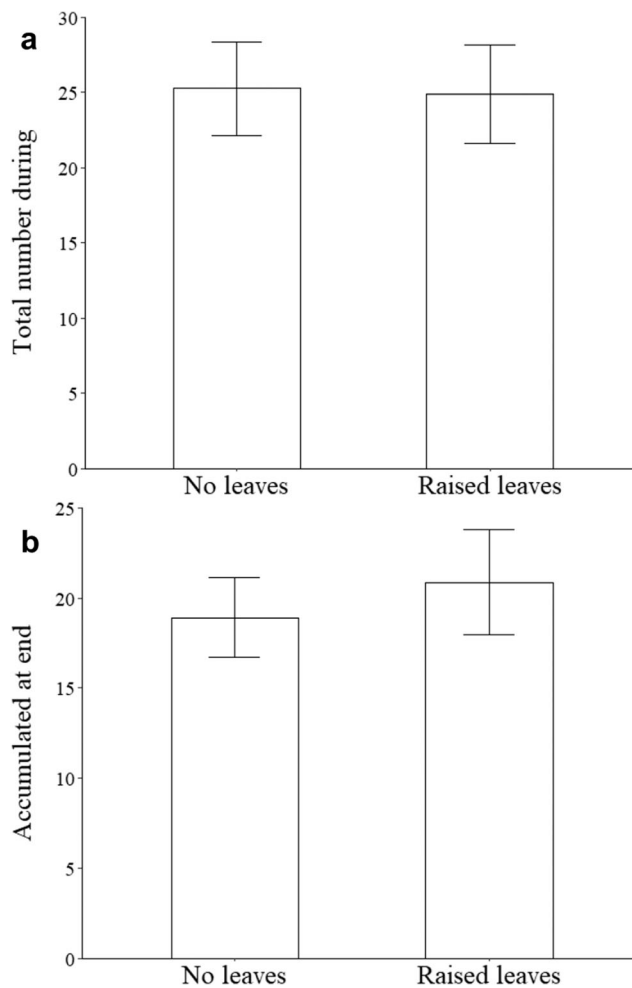 a
Total number during
30
25
20
15
10
5
0
No leaves Raised leaves
b
Accumulated at end
25
20
15
10
5
0
No leaves Raised leaves